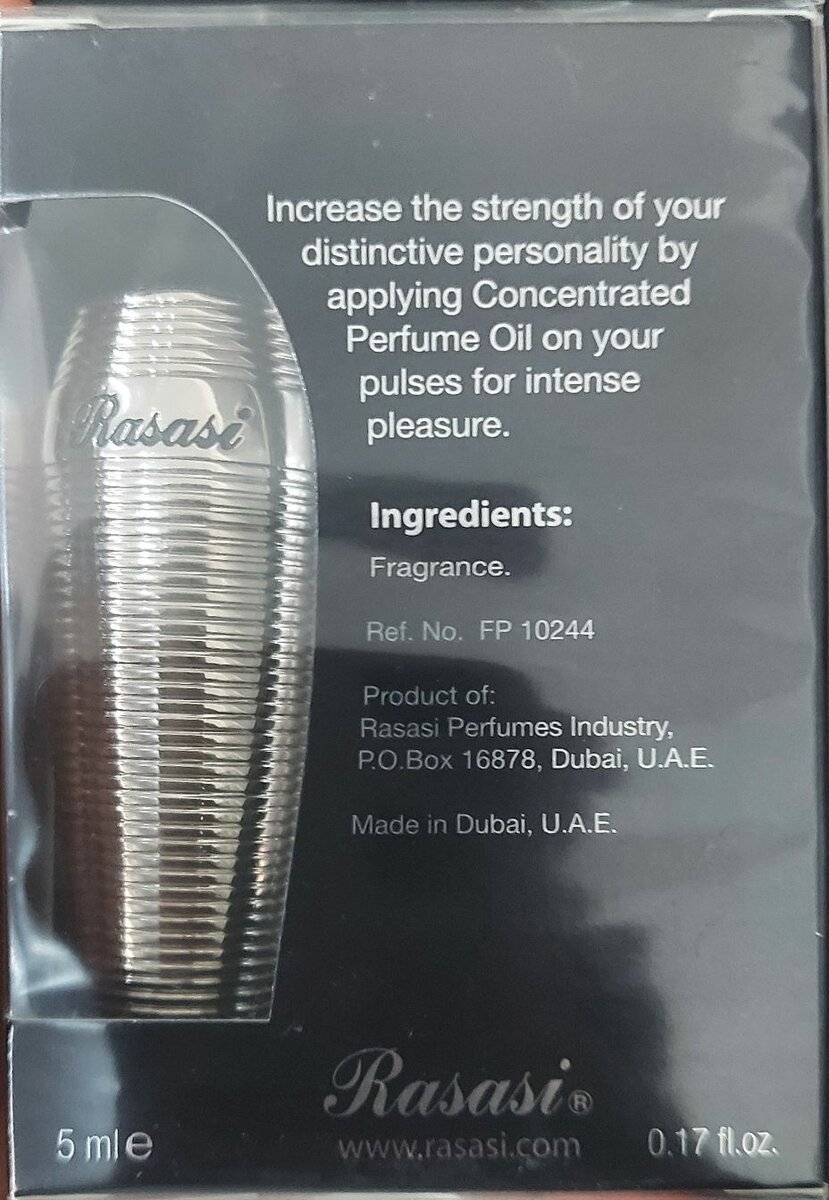 Increase the strength of your
distinctive personality by
applying Concentrated
Perfume Oil on your
pulses for intense
pleasure.
Rasasi
Ingredients:
Fragrance.
Ref. No. FP 10244
Product of:
Rasasi Perfumes Industry,
P.O.Box 16878, Dubai, U.A.E.
Made in Dubai, U.A.E.
Rasasi®
5 ml ℮
www.rasasi.com
0.17 fl.oz.